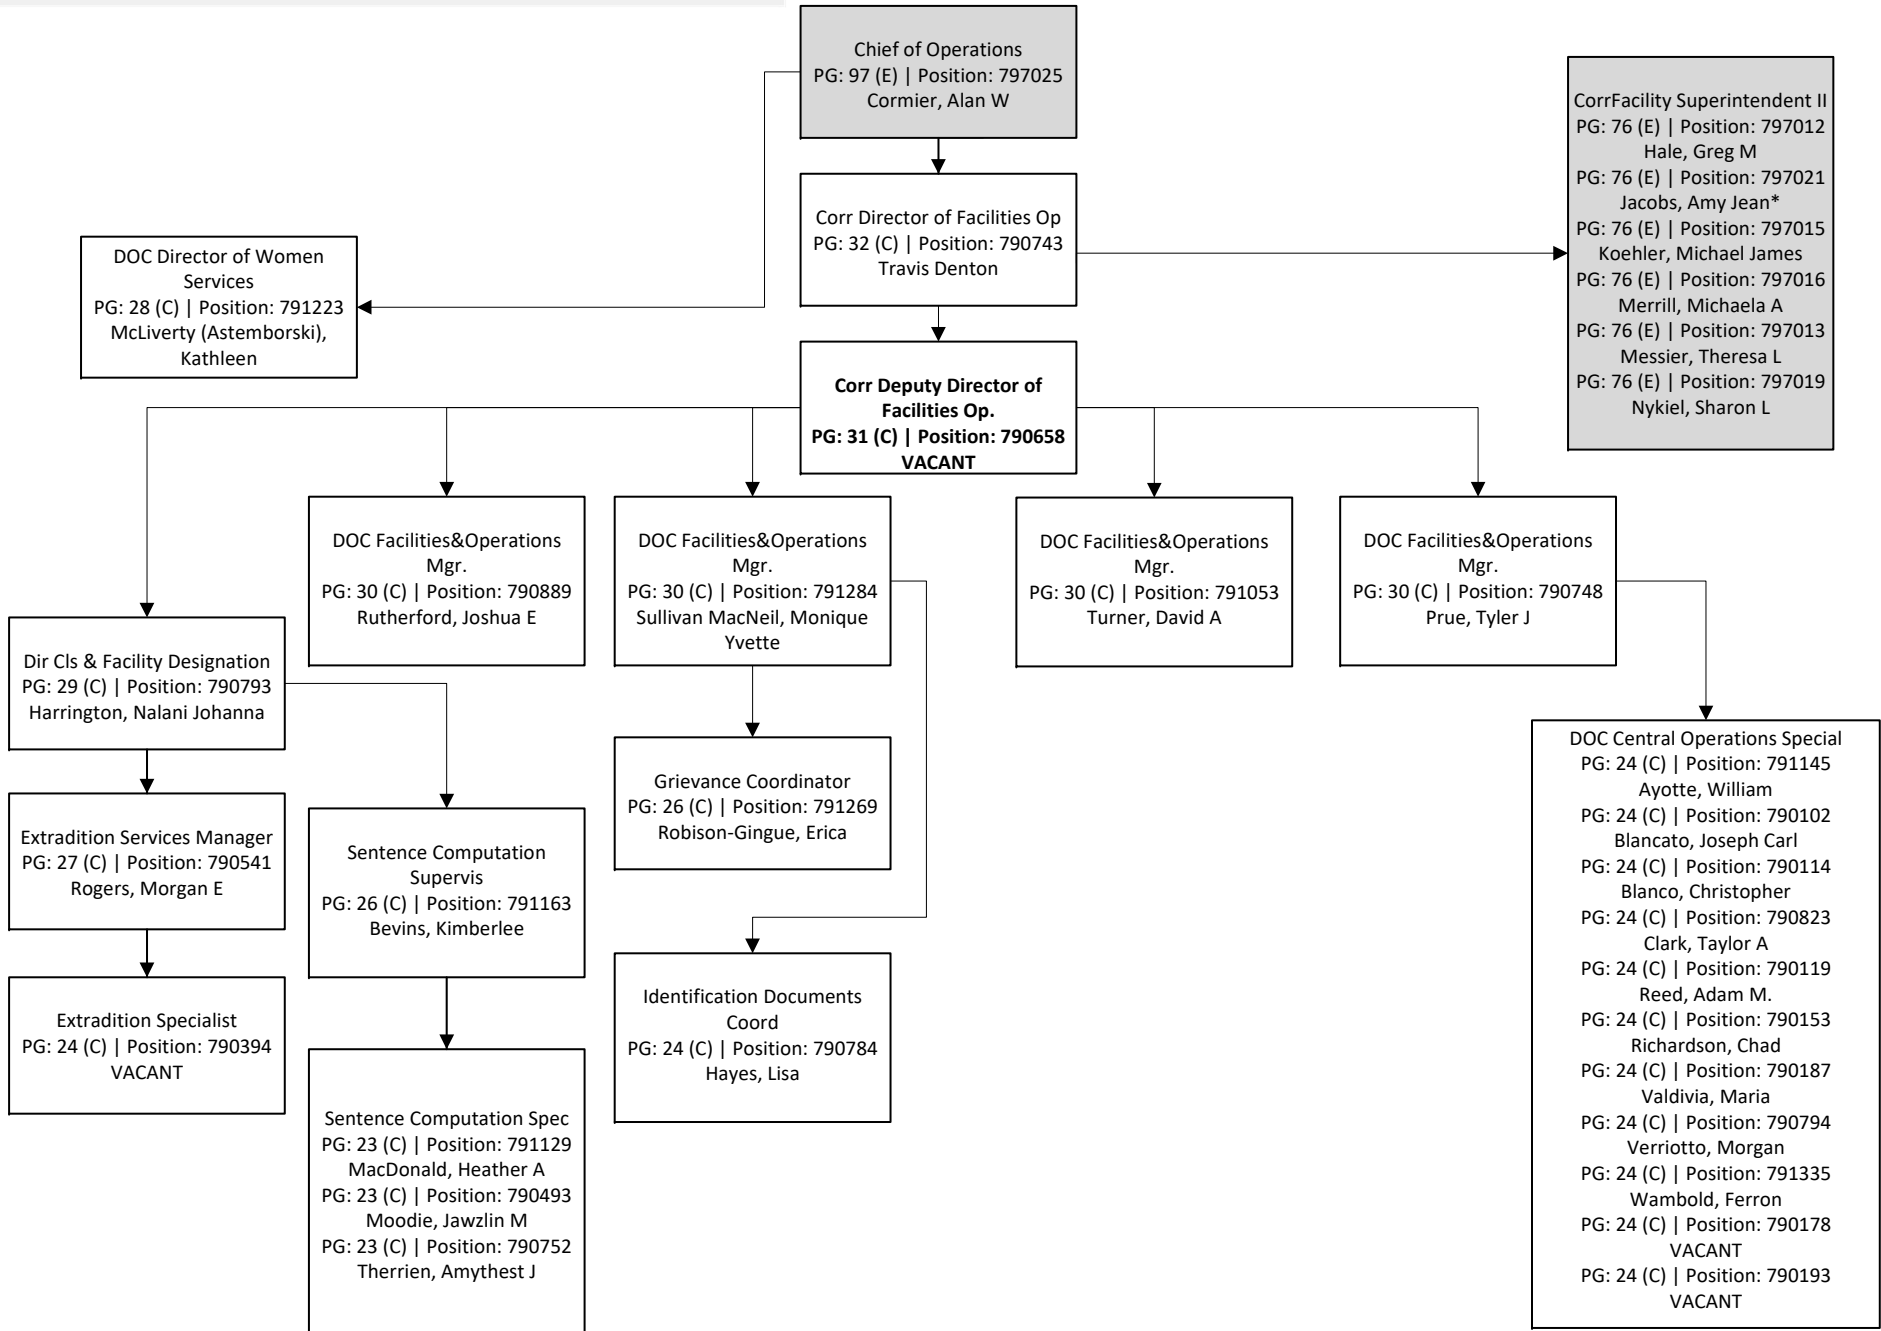 Chief of Operations
PG: 97 (E) | Position: 797025
Cormier, Alan W
CorrFacility Superintendent II
PG: 76 (E) | Position: 797012
Hale, Greg M
PG: 76 (E) | Position: 797021
Jacobs, Amy Jean*
PG: 76 (E) | Position: 797015
Koehler, Michael James
PG: 76 (E) | Position: 797016
Merrill, Michaela A
PG: 76 (E) | Position: 797013
Messier, Theresa L
PG: 76 (E) | Position: 797019
Nykiel, Sharon L
Corr Director of Facilities Op
PG: 32 (C) | Position: 790743
Travis Denton
DOC Director of Women
Services
PG: 28 (C) | Position: 791223
McLiverty (Astemborski),
Kathleen
Corr Deputy Director of
Facilities Op.
PG: 31 (C) | Position: 790658
VACANT
DOC Facilities&Operations
Mgr.
PG: 30 (C) | Position: 790889
Rutherford, Joshua E
DOC Facilities&Operations
Mgr.
PG: 30 (C) | Position: 791284
Sullivan MacNeil, Monique
Yvette
DOC Facilities&Operations
Mgr.
PG: 30 (C) | Position: 791053
Turner, David A
DOC Facilities&Operations
Mgr.
PG: 30 (C) | Position: 790748
Prue, Tyler J
Dir Cls & Facility Designation
PG: 29 (C) | Position: 790793
Harrington, Nalani Johanna
Extradition Services Manager
PG: 27 (C) | Position: 790541
Rogers, Morgan E
Extradition Specialist
PG: 24 (C) | Position: 790394
VACANT
Sentence Computation
Supervis
PG: 26 (C) | Position: 791163
Bevins, Kimberlee
Sentence Computation Spec
PG: 23 (C) | Position: 791129
MacDonald, Heather A
PG: 23 (C) | Position: 790493
Moodie, Jawzlin M
PG: 23 (C) | Position: 790752
Therrien, Amythest J
Grievance Coordinator
PG: 26 (C) | Position: 791269
Robison-Gingue, Erica
Identification Documents
Coord
PG: 24 (C) | Position: 790784
Hayes, Lisa
DOC Central Operations Special
PG: 24 (C) | Position: 791145
Ayotte, William
PG: 24 (C) | Position: 790102
Blancato, Joseph Carl
PG: 24 (C) | Position: 790114
Blanco, Christopher
PG: 24 (C) | Position: 790823
Clark, Taylor A
PG: 24 (C) | Position: 790119
Reed, Adam M.
PG: 24 (C) | Position: 790153
Richardson, Chad
PG: 24 (C) | Position: 790187
Valdivia, Maria
PG: 24 (C) | Position: 790794
Verriotto, Morgan
PG: 24 (C) | Position: 791335
Wambold, Ferron
PG: 24 (C) | Position: 790178
VACANT
PG: 24 (C) | Position: 790193
VACANT